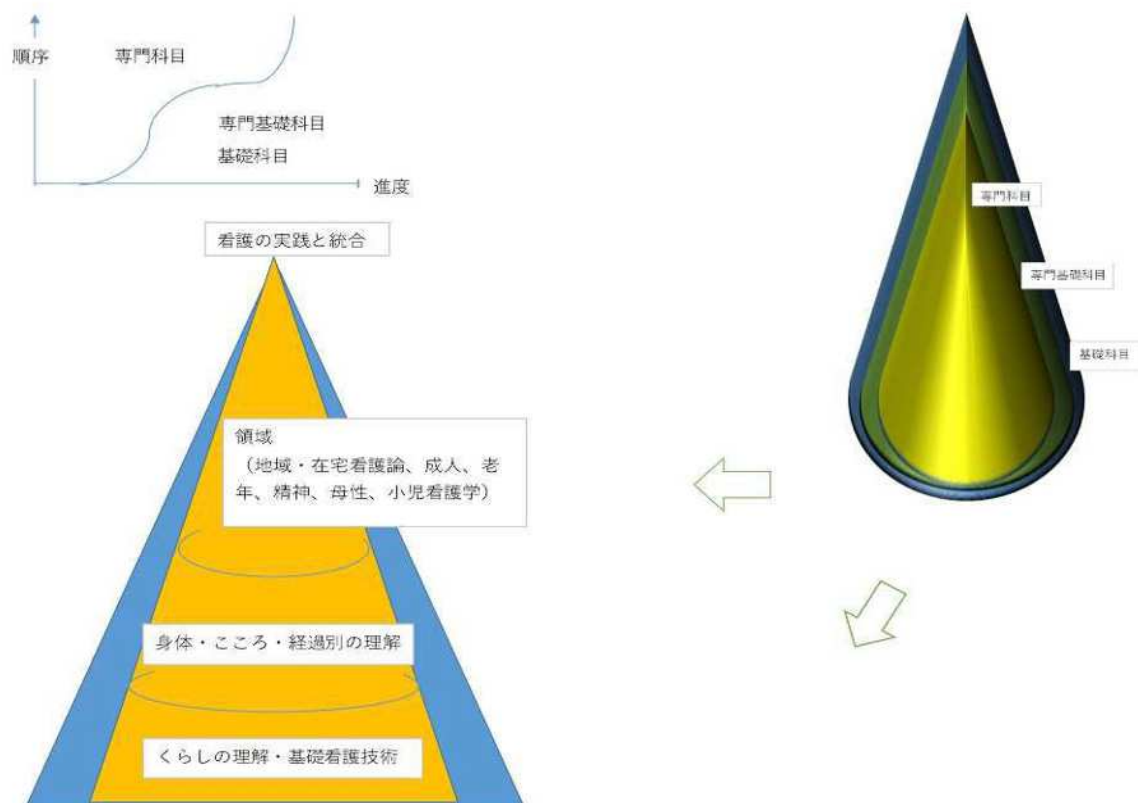 順序
専門科目
専門基礎科目
基礎科目
進度
看護の実践と統合
領域
（地域・在宅看護論、成人、老
年、精神、母性、小児看護学）
身体・こころ・経過別の理解
くらしの理解・基礎看護技術
専門科目
専門基礎科目
基礎科目